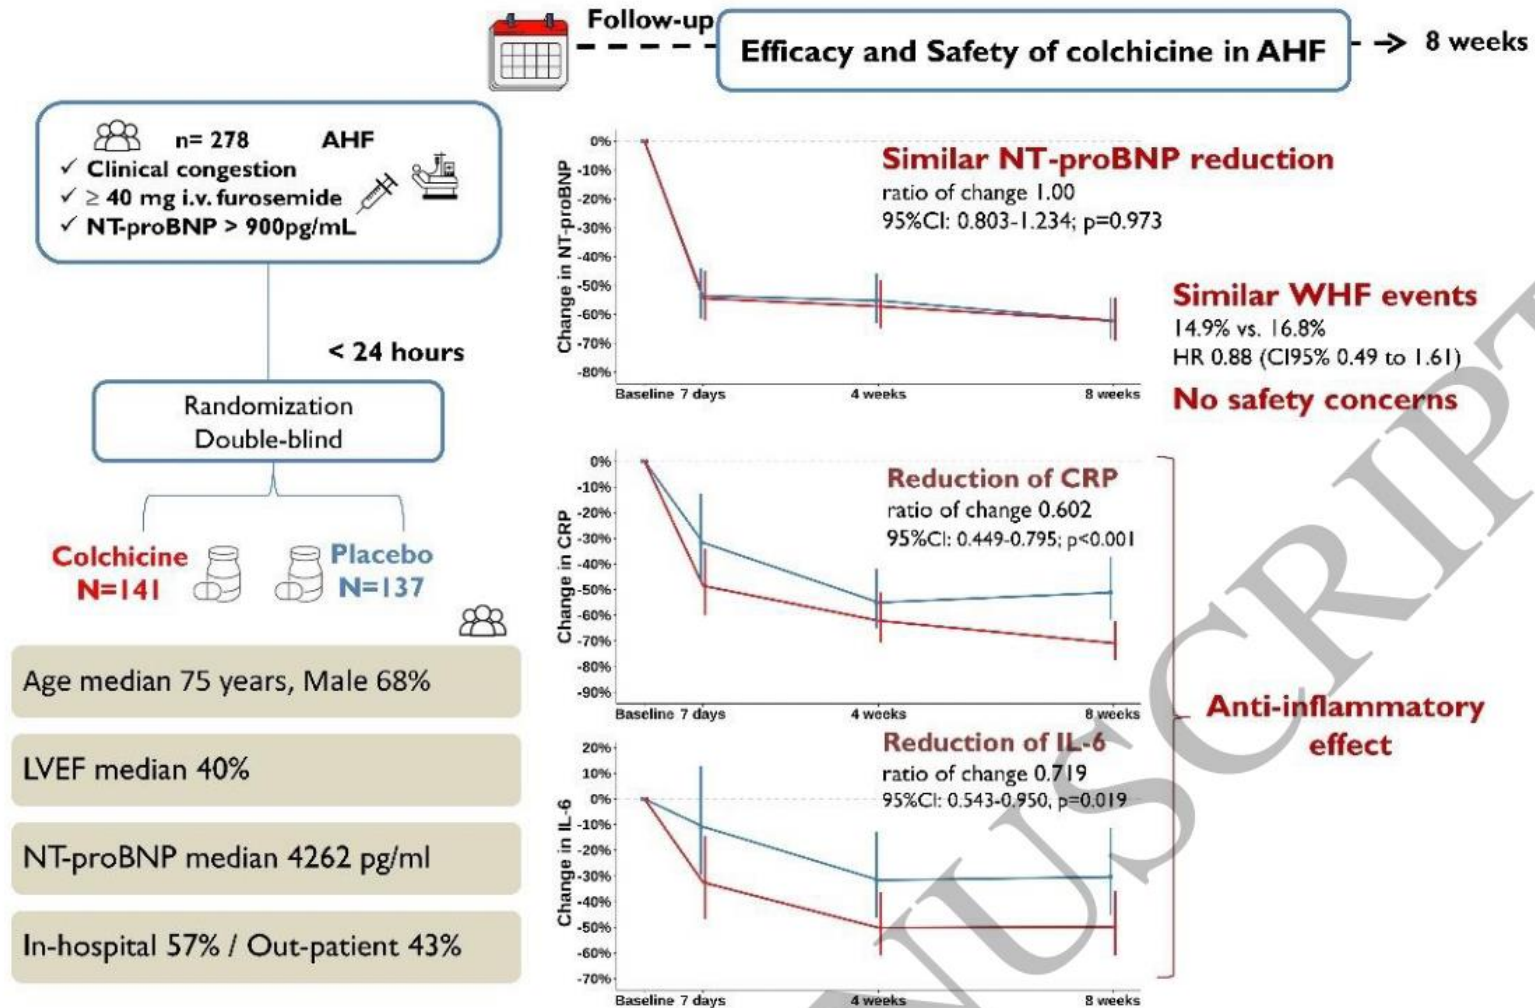 Follow-up
Efficacy and Safety of colchicine in AHF
8 weeks
n= 278 AHF
✓ Clinical congestion
✓ ≥ 40 mg i.v. furosemide
✓ NT-proBNP > 900pg/mL
< 24 hours
Randomization
Double-blind
Colchicine
N=141
Placebo
N=137
Age median 75 years, Male 68%
LVEF median 40%
NT-proBNP median 4262 pg/ml
In-hospital 57% / Out-patient 43%
Change in NT-proBNP
0%
-10%
-20%
-30%
-40%
-50%
-60%
-70%
-80%
Baseline 7 days 4 weeks 8 weeks
Similar NT-proBNP reduction
ratio of change 1.00
95%CI: 0.803-1.234; p=0.973
Similar WHF events
14.9% vs. 16.8%
HR 0.88 (CI95% 0.49 to 1.61)
No safety concerns
Change in CRP
0%
-10%
-20%
-30%
-40%
-50%
-60%
-70%
-80%
-90%
Baseline 7 days 4 weeks 8 weeks
Reduction of CRP
ratio of change 0.602
95%CI: 0.449-0.795; p<0.001
Change in IL-6
20%
10%
0%
-10%
-20%
-30%
-40%
-50%
-60%
-70%
Baseline 7 days 4 weeks 8 weeks
Reduction of IL-6
ratio of change 0.719
95%CI: 0.543-0.950, p=0.019
Anti-inflammatory
effect
NUSCRIPT